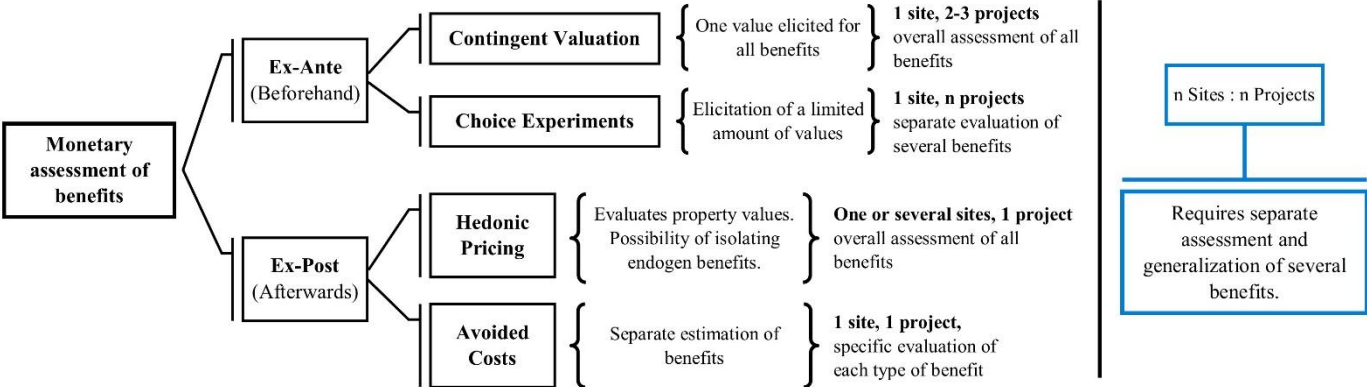 Monetary
assessment of
benefits
Ex-Ante
(Beforehand)
Contingent Valuation
One value elicited for
all benefits
1 site, 2-3 projects
overall assessment of all
benefits
Choice Experiments
Elicitation of a limited
amount of values
1 site, n projects
separate evaluation of
several benefits
Ex-Post
(Afterwards)
Hedonic
Pricing
Evaluates property values.
Possibility of isolating
endogen benefits.
One or several sites, 1 project
overall assessment of all
benefits
Avoided
Costs
Separate estimation of
benefits
1 site, 1 project,
specific evaluation of
each type of benefit
n Sites : n Projects
Requires separate
assessment and
generalization of several
benefits.